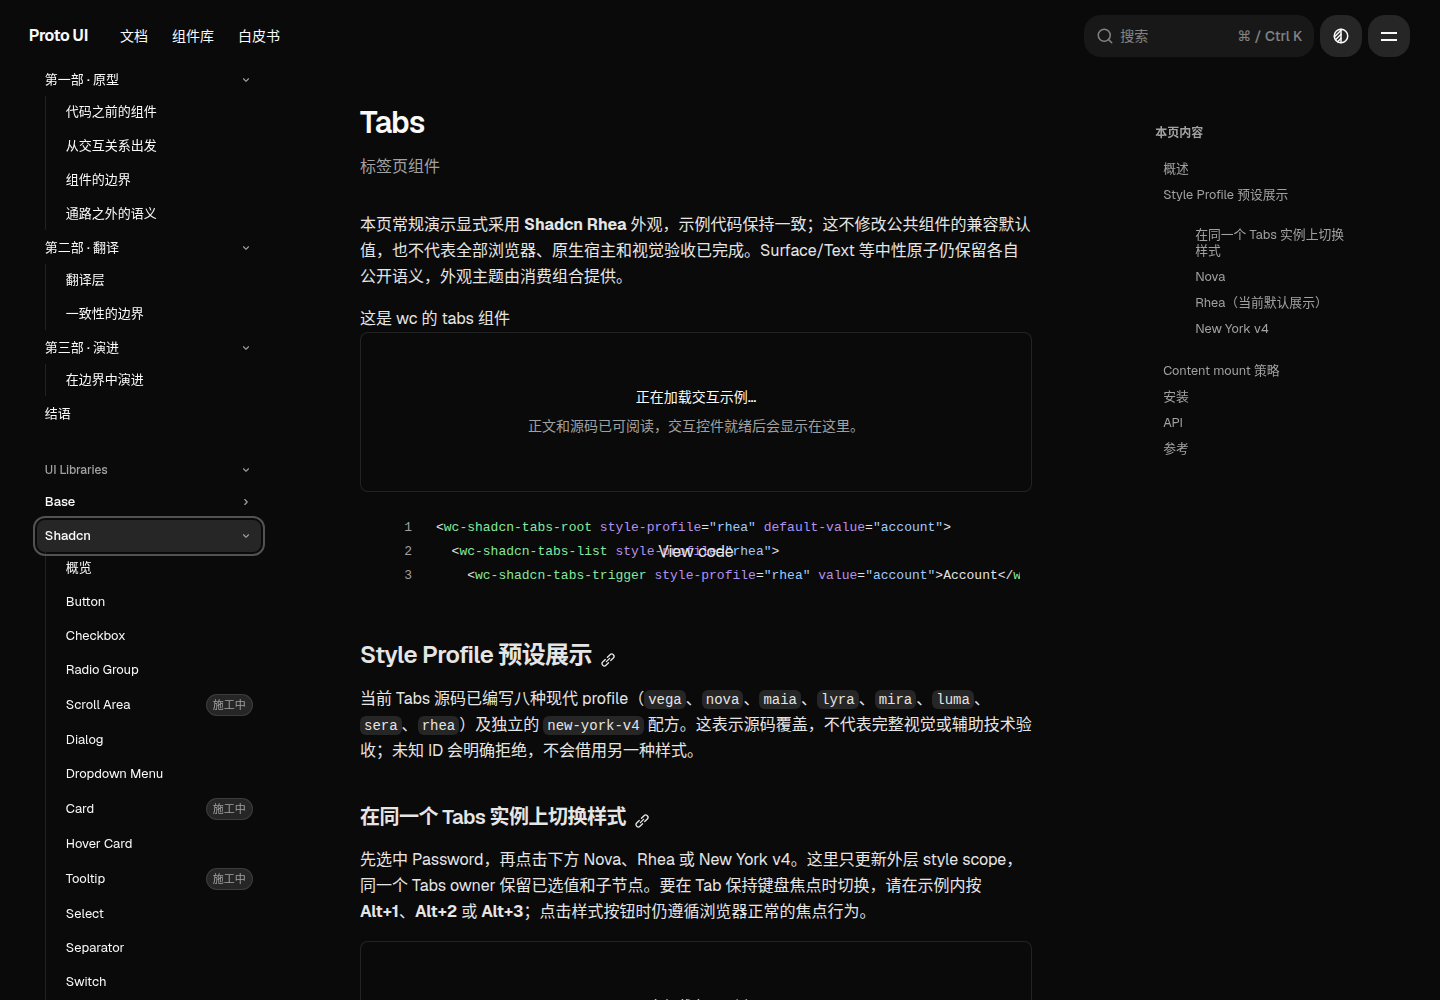 Proto UI
文档
组件库
白皮书
搜索
⌘ / Ctrl K
第一部 · 原型
代码之前的组件
从交互关系出发
组件的边界
通路之外的语义
第二部 · 翻译
翻译层
一致性的边界
第三部 · 演进
在边界中演进
结语
UI Libraries
Base
Shadcn
概览
Button
Checkbox
Radio Group
Scroll Area 施工中
Dialog
Dropdown Menu
Card 施工中
Hover Card
Tooltip 施工中
Select
Separator
Switch
Tabs
标签页组件
本页常规演示显式采用 Shadcn Rhea 外观，示例代码保持一致；这不修改公共组件的兼容默认
值，也不代表全部浏览器、原生宿主和视觉验收已完成。Surface/Text 等中性原子仍保留各自
公开语义，外观主题由消费组合提供。
这是 wc 的 tabs 组件
正在加载交互示例…
正文和源码已可阅读，交互控件就绪后会显示在这里。
1 <wc-shadcn-tabs-root style-profile="rhea" default-value="account">
2 <wc-shadcn-tabs-list style-profile="rhea">
View code
3 <wc-shadcn-tabs-trigger style-profile="rhea" value="account">Account</w
Style Profile 预设展示
当前 Tabs 源码已编写八种现代 profile（vega、nova、maia、lyra、mira、luma、
sera、rhea）及独立的 new-york-v4 配方。这表示源码覆盖，不代表完整视觉或辅助技术验
收；未知 ID 会明确拒绝，不会借用另一种样式。
在同一个 Tabs 实例上切换样式
先选中 Password，再点击下方 Nova、Rhea 或 New York v4。这里只更新外层 style scope，
同一个 Tabs owner 保留已选值和子节点。要在 Tab 保持键盘焦点时切换，请在示例内按
Alt+1、Alt+2 或 Alt+3；点击样式按钮时仍遵循浏览器正常的焦点行为。
本页内容
概述
Style Profile 预设展示
在同一个 Tabs 实例上切换
样式
Nova
Rhea（当前默认展示）
New York v4
Content mount 策略
安装
API
参考